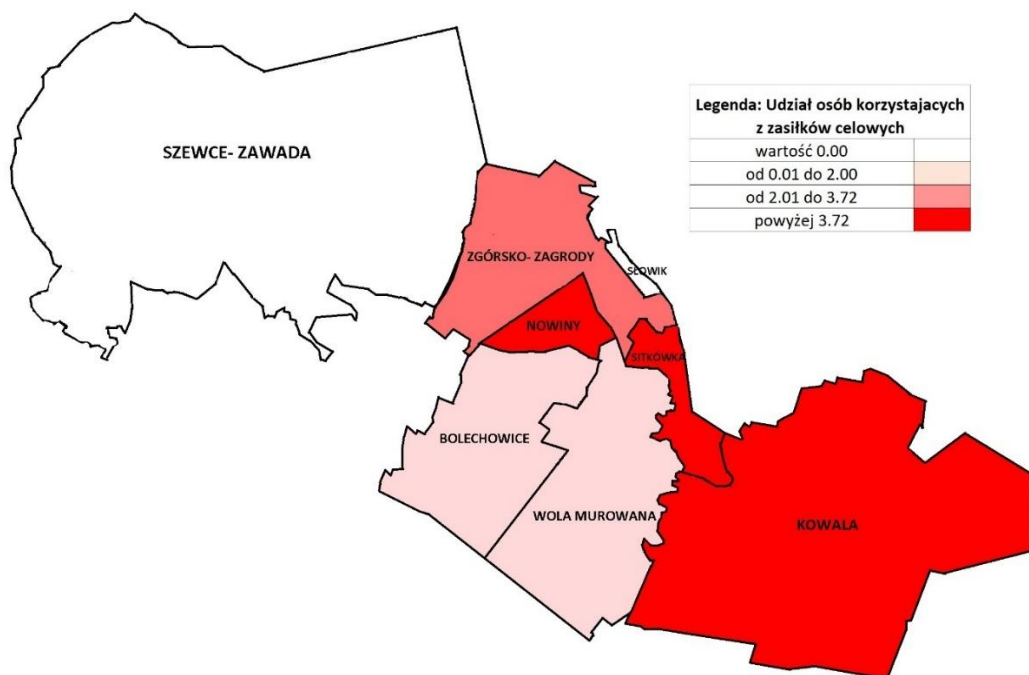 Legenda: Udział osób korzystajacych
z zasiłków celowych
wartość 0.00
od 0.01 do 2.00
od 2.01 do 3.72
powyżej 3.72
SZEWCE- ZAWADA
ZGÓRSKO- ZAGRODY
SŁOWIK
NOWINY
SITKÓWKA
BOLECHOWICE
WOLA MUROWANA
KOWALA